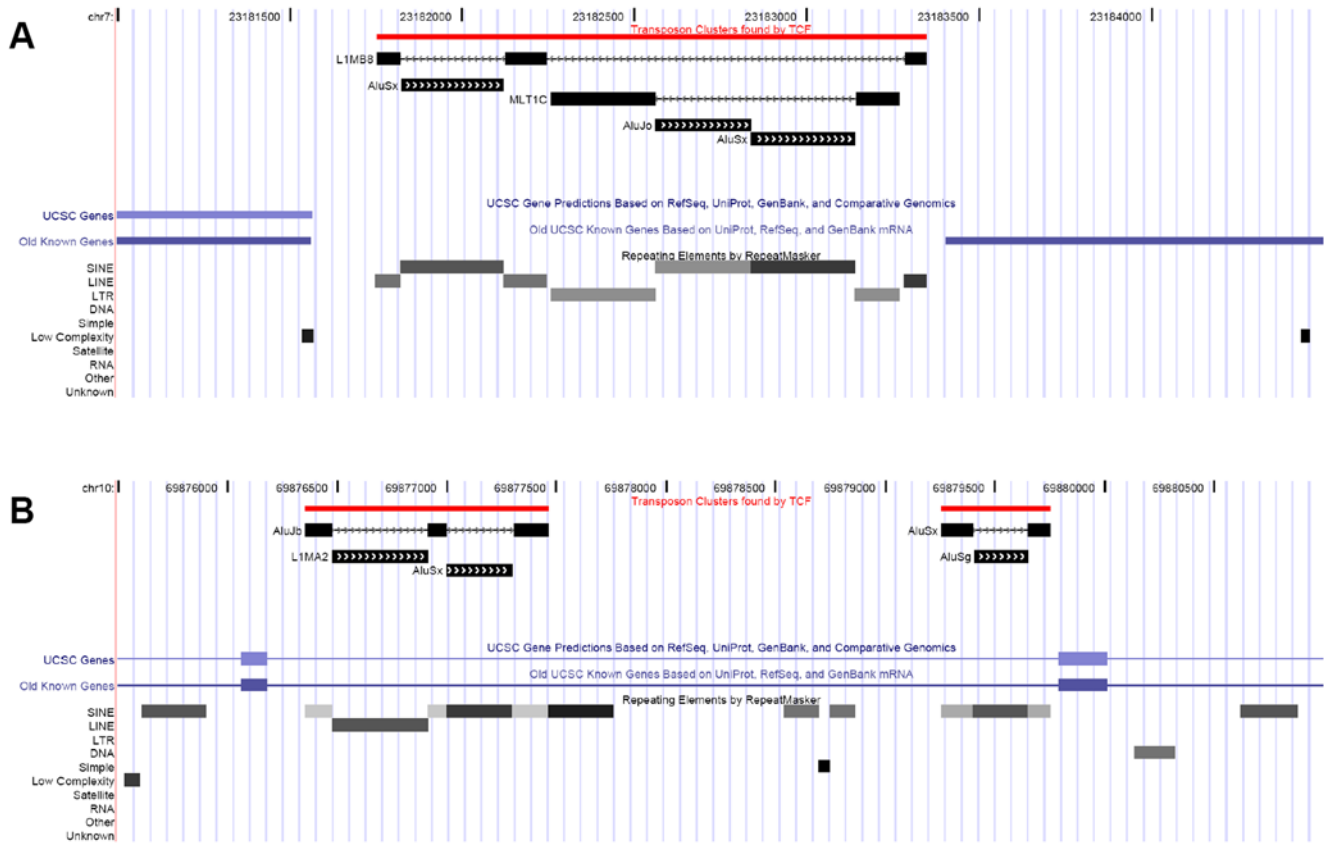 A
chr7: 23181500 23182000 23182500 23183000 23183500 23184000
Transposon Clusters found by TCF
L1MB8
AluSx
MLT1C
AluJo
AluSx
UCSC Gene Predictions Based on RefSeq, UniProt, GenBank, and Comparative Genomics
UCSC Genes
Old UCSC Known Genes Based on UniProt, RefSeq, and GenBank mRNA
Old Known Genes
Repeating Elements by RepeatMasker
SINE
LINE
LTR
DNA
Simple
Low Complexity
Satellite
RNA
Other
Unknown
B
chr10: 69876000 69876500 69877000 69877500 69878000 69878500 69879000 69879500 69880000 69880500
Transposon Clusters found by TCF
AluJb AluSx
L1MA2 AluSg
AluSx
UCSC Gene Predictions Based on RefSeq, UniProt, GenBank, and Comparative Genomics
UCSC Genes
Old UCSC Known Genes Based on UniProt, RefSeq, and GenBank mRNA
Old Known Genes
Repeating Elements by RepeatMasker
SINE
LINE
LTR
DNA
Simple
Low Complexity
Satellite
RNA
Other
Unknown